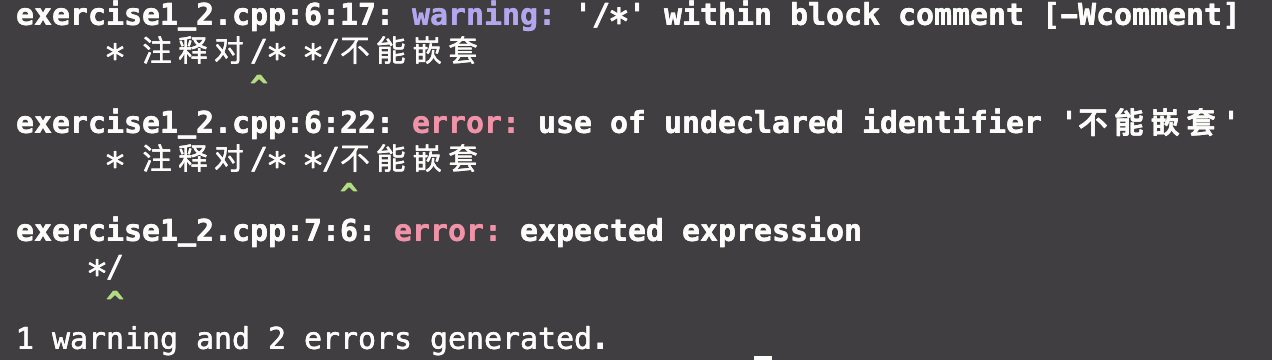 exercise1_2.cpp:6:17: warning: '/*' within block comment [-Wcomment]
* 注释对/* */不能嵌套
^
exercise1_2.cpp:6:22: error: use of undeclared identifier '不能嵌套'
* 注释对/* */不能嵌套
^
exercise1_2.cpp:7:6: error: expected expression
*/
^
1 warning and 2 errors generated.